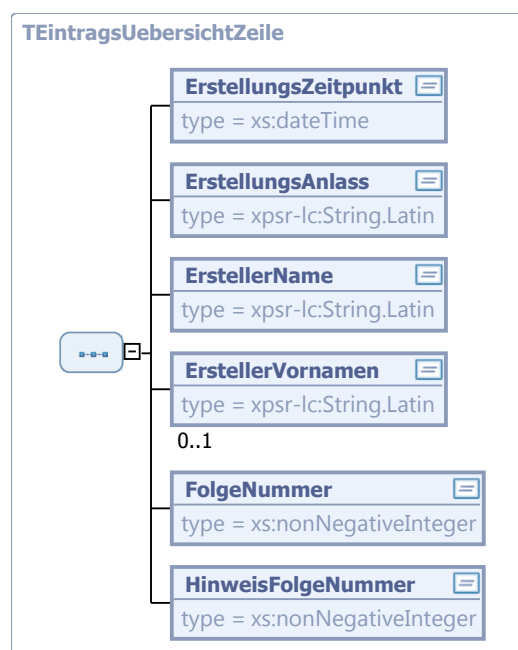 TEintragsUebersichtZeile
ErstellungsZeitpunkt
type = xs:dateTime
ErstellungsAnlass
type = xpsr-lc:String.Latin
ErstellerName
type = xpsr-lc:String.Latin
ErstellerVornamen
type = xpsr-lc:String.Latin
0..1
FolgeNummer
type = xs:nonNegativeInteger
HinweisFolgeNummer
type = xs:nonNegativeInteger